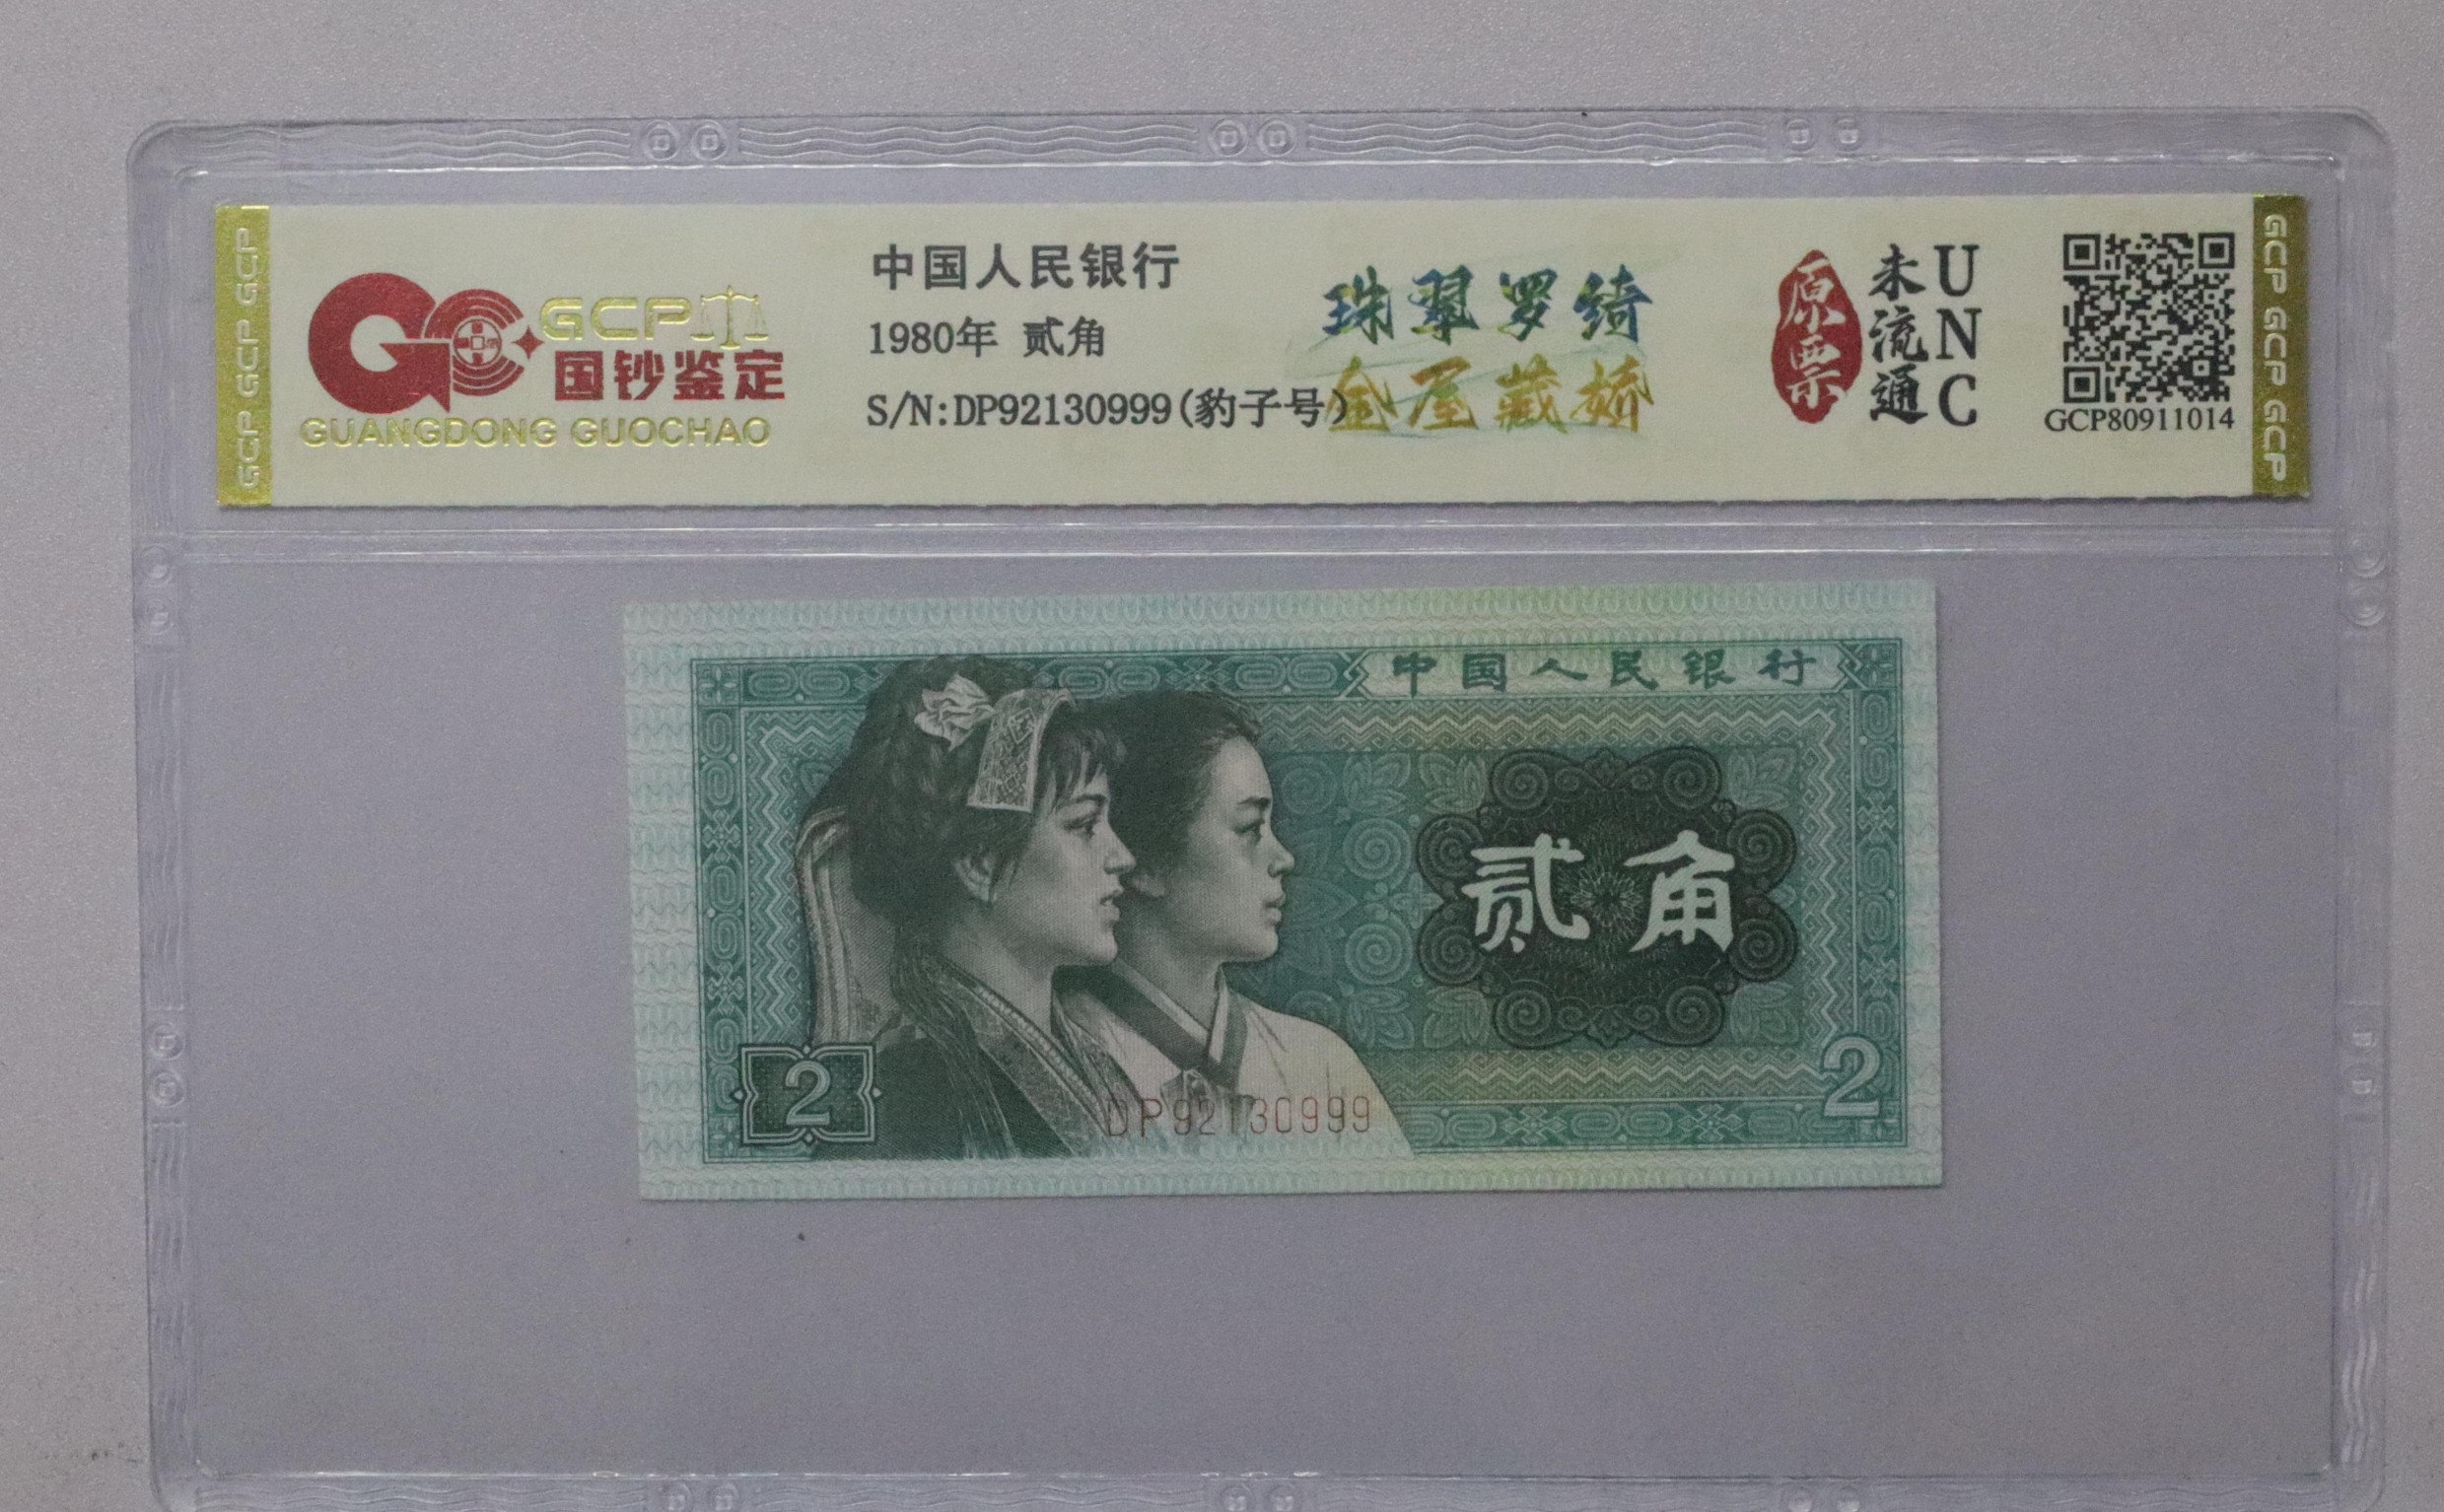 GCP GCP GCP
GCP
国钞鉴定
GUANGDONG GUOCHAO
中国人民银行
1980年 贰角
S/N:DP92130999(豹子号)
珠翠罗绮
金屋藏娇
原票
未流通
UNC
GCP80911014
GCP GCP GCP
中国人民银行
贰角
2
DP92130999
2